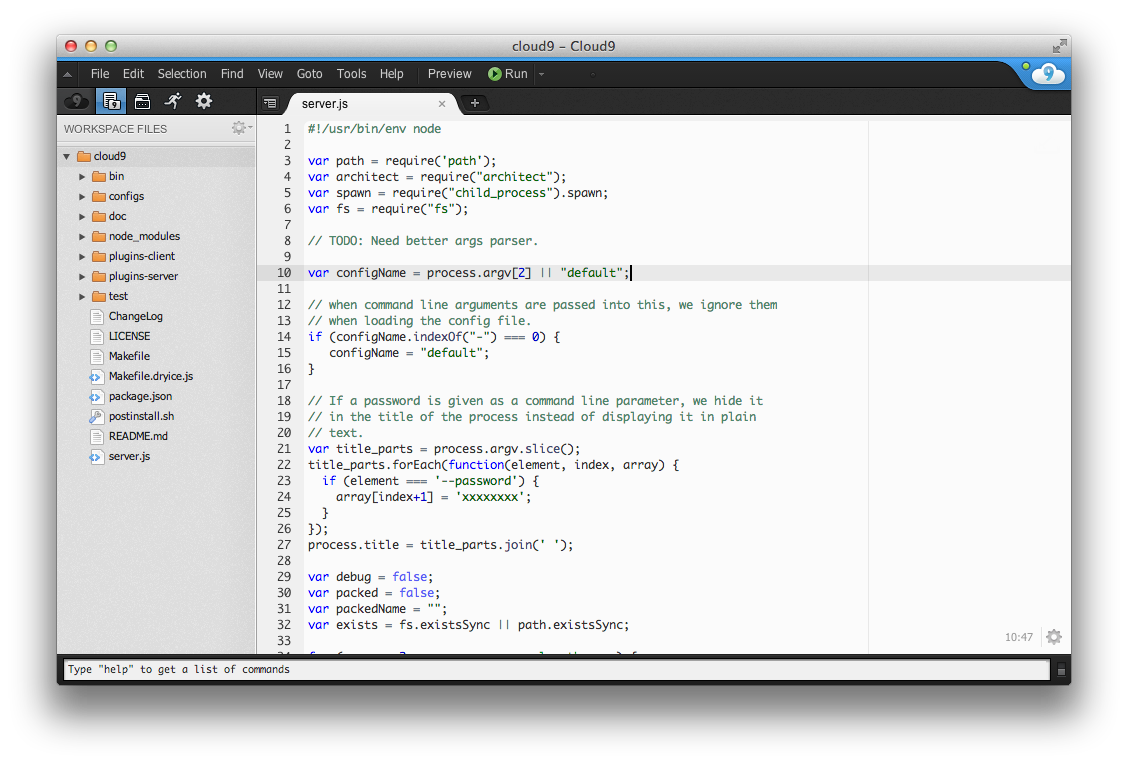 cloud9 – Cloud9
File Edit Selection Find View Goto Tools Help Preview Run
9
server.js
WORKSPACE FILES
cloud9
bin
configs
doc
node_modules
plugins-client
plugins-server
test
ChangeLog
LICENSE
Makefile
Makefile.dryice.js
package.json
postinstall.sh
README.md
server.js
1 #!/usr/bin/env node
2
3 var path = require('path');
4 var architect = require("architect");
5 var spawn = require("child_process").spawn;
6 var fs = require("fs");
7
8 // TODO: Need better args parser.
9
10 var configName = process.argv[2] || "default";
11
12 // when command line arguments are passed into this, we ignore them
13 // when loading the config file.
14 if (configName.indexOf("-") === 0) {
15    configName = "default";
16 }
17
18 // If a password is given as a command line parameter, we hide it
19 // in the title of the process instead of displaying it in plain
20 // text.
21 var title_parts = process.argv.slice();
22 title_parts.forEach(function(element, index, array) {
23   if (element === '--password') {
24     array[index+1] = 'xxxxxxxx';
25   }
26 });
27 process.title = title_parts.join(' ');
28
29 var debug = false;
30 var packed = false;
31 var packedName = "";
32 var exists = fs.existsSync || path.existsSync;
33
10:47
Type "help" to get a list of commands